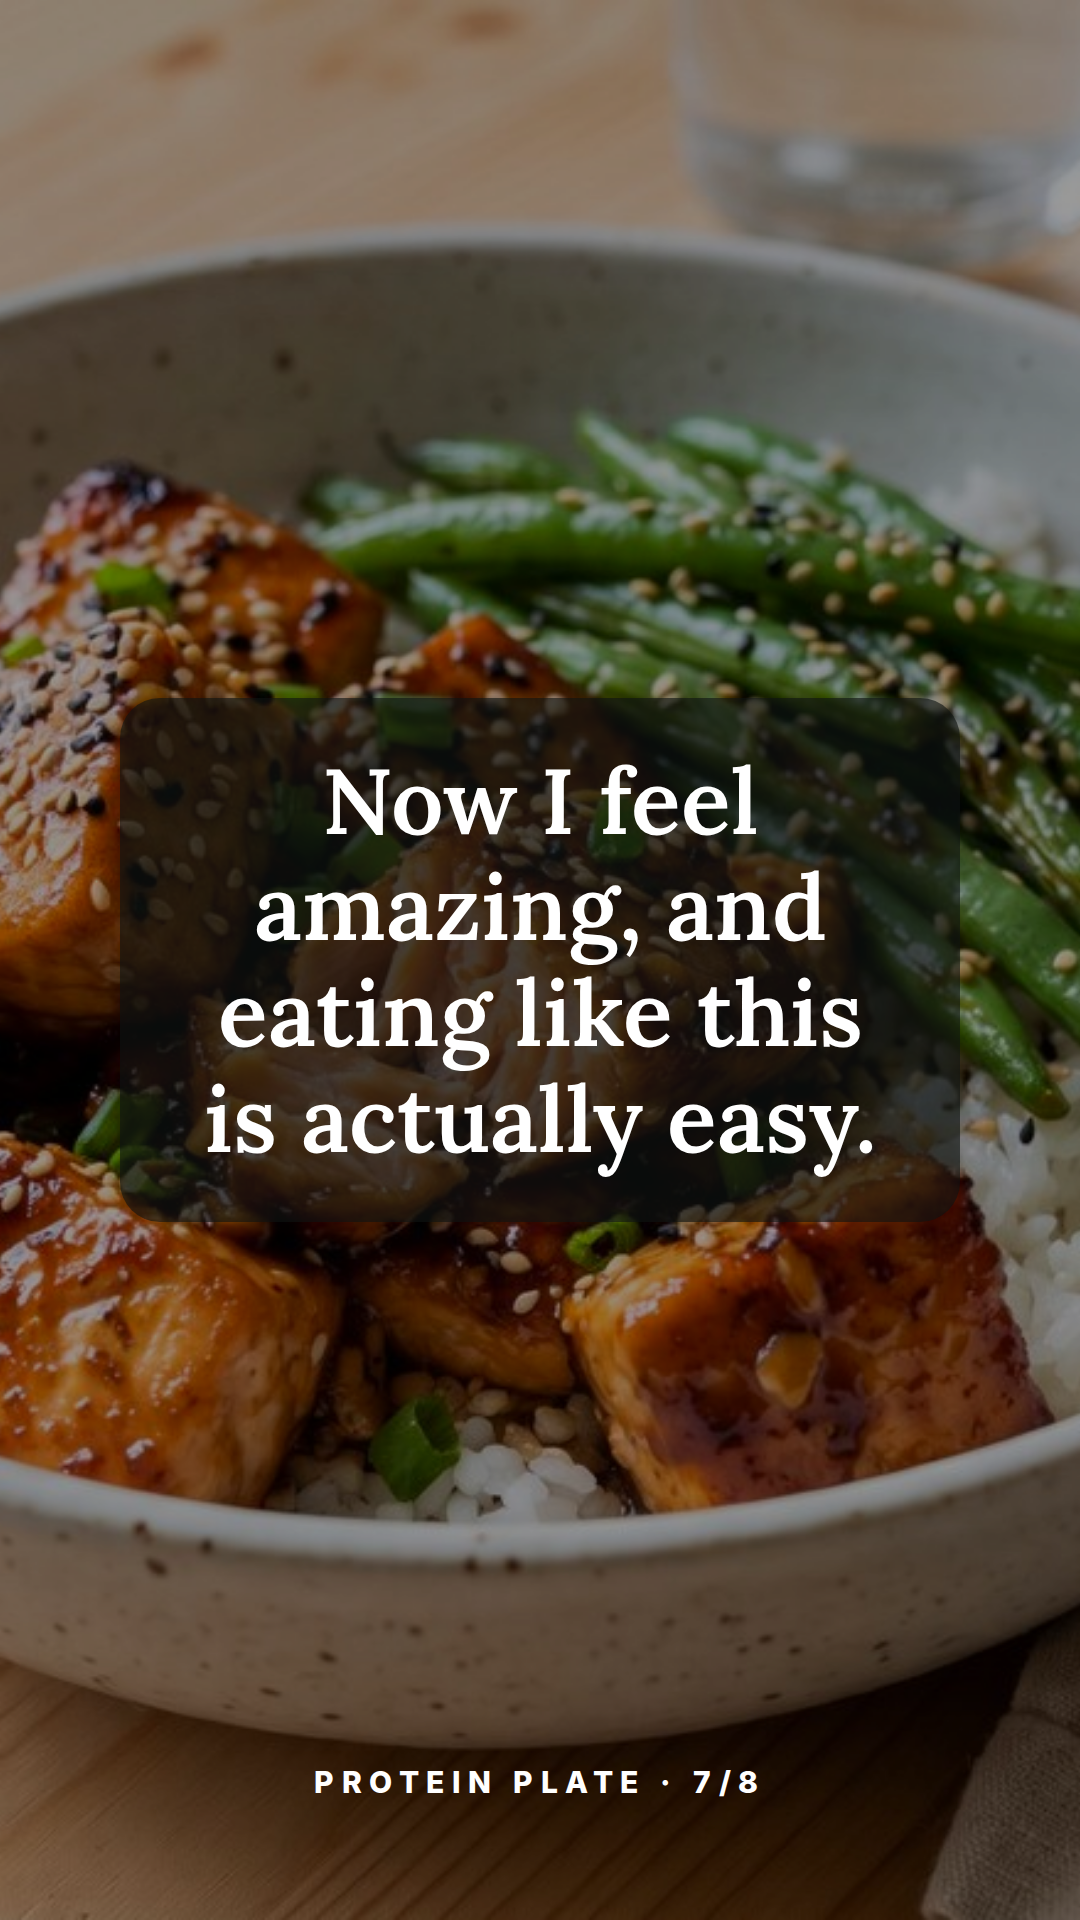 Now I feel
amazing, and
eating like this
is actually easy.
PROTEIN PLATE · 7/8